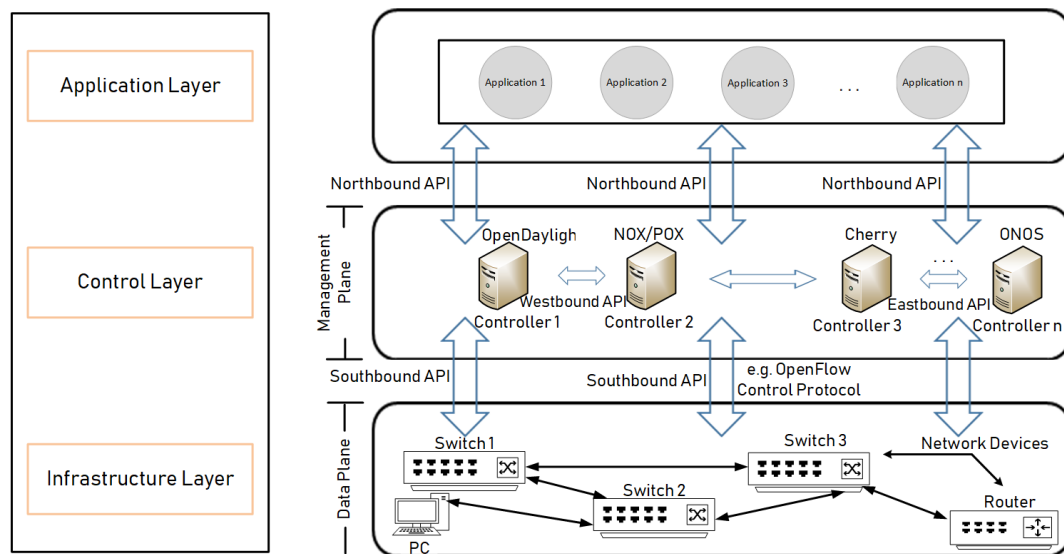 Application Layer
Control Layer
Infrastructure Layer
Application 1
Application 2
Application 3
. . .
Application n
Northbound API
Northbound API
Northbound API
Management
Plane
OpenDayligh
NOX/POX
Cherry
ONOS
. . .
Westbound API
Eastbound API
Controller 1
Controller 2
Controller 3
Controller n
Southbound API
Southbound API
e.g. OpenFlow
Control Protocol
Data Plane
Switch 1
Switch 2
Switch 3
Network Devices
Router
PC